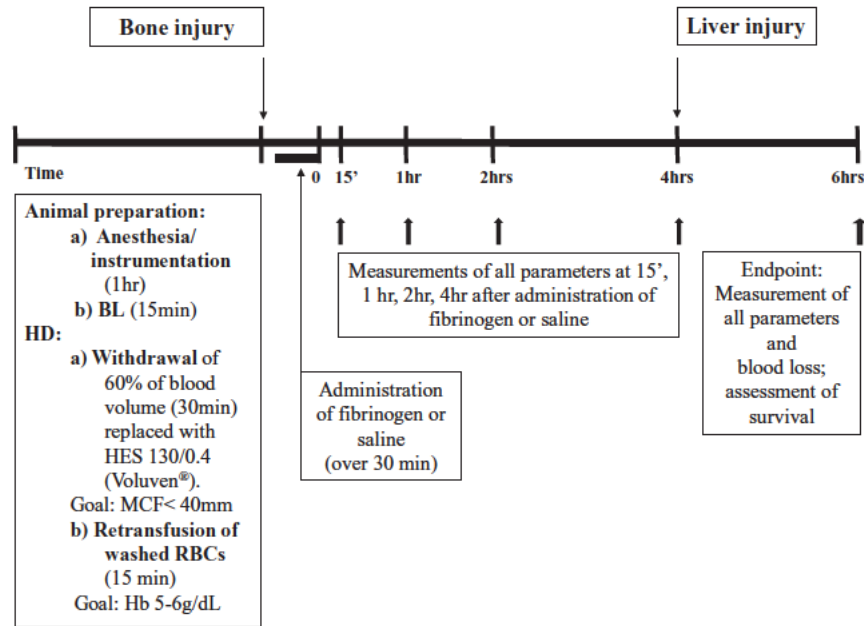 Bone injury
Liver injury
Time
0
15’
1hr
2hrs
4hrs
6hrs
Animal preparation:
a) Anesthesia/
instrumentation
(1hr)
b) BL (15min)
HD:
a) Withdrawal of
60% of blood
volume (30min)
replaced with
HES 130/0.4
(Voluven®).
Goal: MCF< 40mm
b) Retransfusion of
washed RBCs
(15 min)
Goal: Hb 5-6g/dL
Administration
of fibrinogen or
saline
(over 30 min)
Measurements of all parameters at 15’,
1 hr, 2hr, 4hr after administration of
fibrinogen or saline
Endpoint:
Measurement of
all parameters
and
blood loss;
assessment of
survival